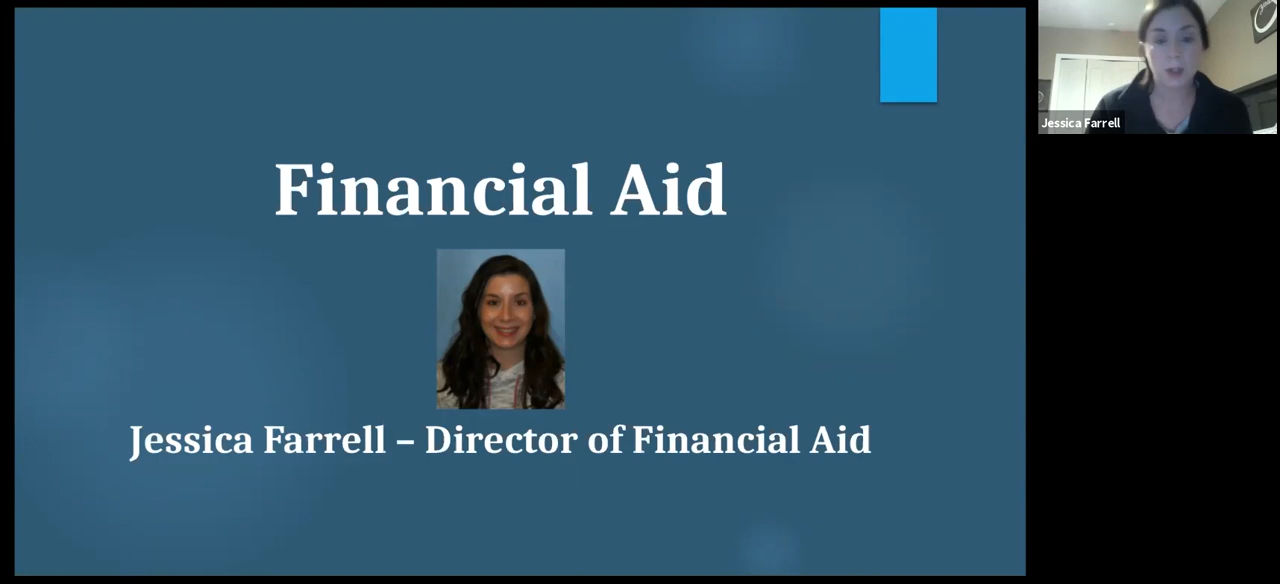 Financial Aid
Jessica Farrell – Director of Financial Aid
Jessica Farrell